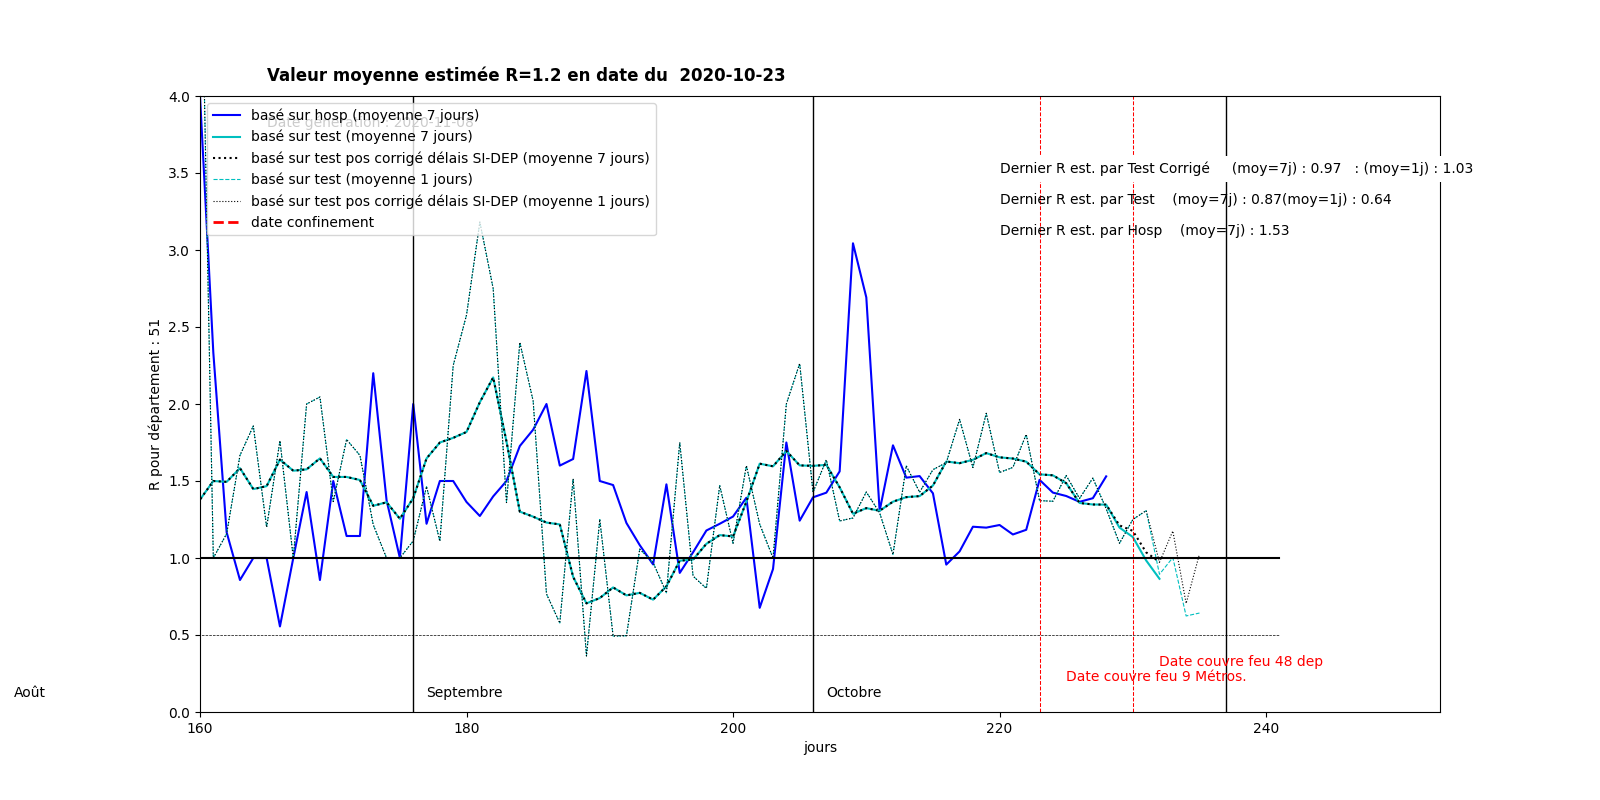 Valeur moyenne estimée R=1.2 en date du  2020-10-23
Date génération : 2020-11-08
basé sur hosp (moyenne 7 jours)
basé sur test (moyenne 7 jours)
basé sur test pos corrigé délais SI-DEP (moyenne 7 jours)
basé sur test (moyenne 1 jours)
basé sur test pos corrigé délais SI-DEP (moyenne 1 jours)
date confinement
Dernier R est. par Test Corrigé     (moy=7j) : 0.97   : (moy=1j) : 1.03
Dernier R est. par Test    (moy=7j) : 0.87(moy=1j) : 0.64
Dernier R est. par Hosp    (moy=7j) : 1.53
4.0
3.5
3.0
2.5
2.0
1.5
1.0
0.5
0.0
R pour département : 51
Date couvre feu 48 dep
Date couvre feu 9 Métros.
Août
Septembre
Octobre
160
180
200
220
240
jours